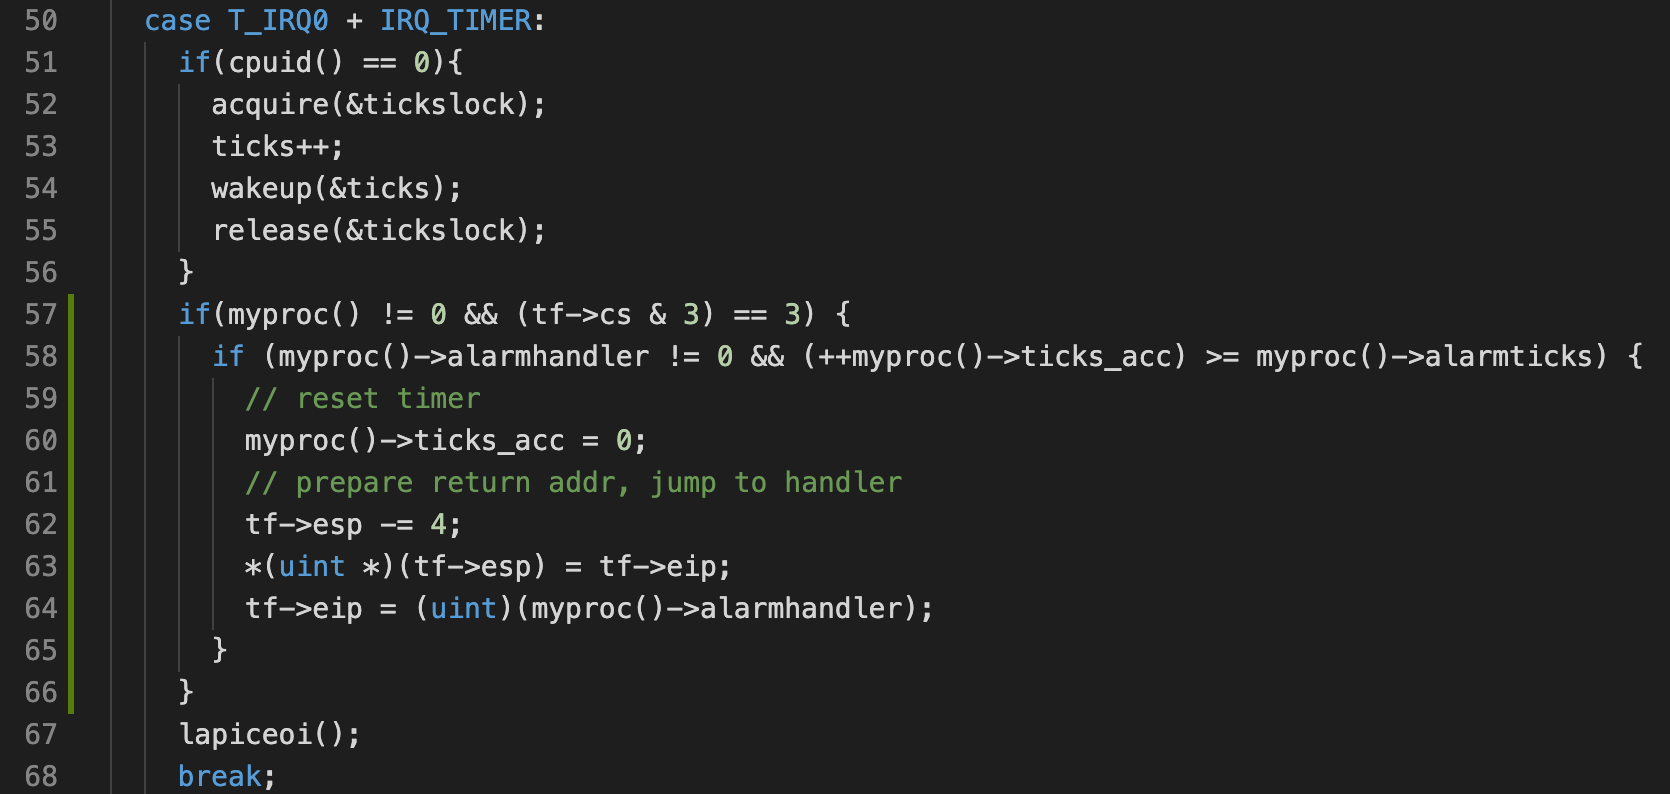 50 case T_IRQ0 + IRQ_TIMER:
51 if(cpuid() == 0){
52 acquire(&tickslock);
53 ticks++;
54 wakeup(&ticks);
55 release(&tickslock);
56 }
57 if(myproc() != 0 && (tf->cs & 3) == 3) {
58 if (myproc()->alarmhandler != 0 && (++myproc()->ticks_acc) >= myproc()->alarmticks) {
59 // reset timer
60 myproc()->ticks_acc = 0;
61 // prepare return addr, jump to handler
62 tf->esp -= 4;
63 *(uint *)(tf->esp) = tf->eip;
64 tf->eip = (uint)(myproc()->alarmhandler);
65 }
66 }
67 lapiceoi();
68 break;